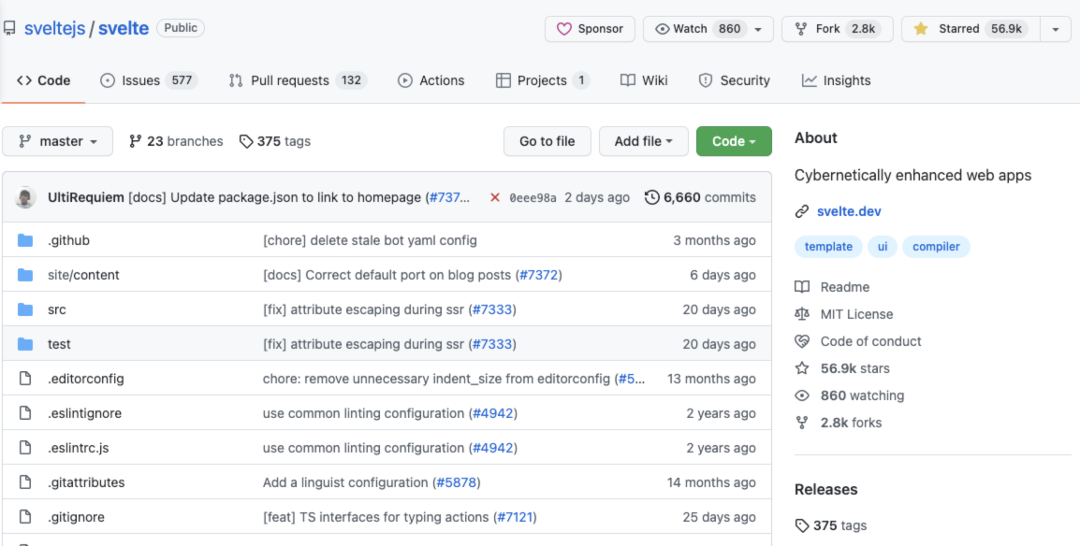 sveltejs / svelte Public Sponsor Watch 860 Fork 2.8k Starred 56.9k
Code Issues 577 Pull requests 132 Actions Projects 1 Wiki Security Insights
master 23 branches 375 tags Go to file Add file Code
UltiRequiem [docs] Update package.json to link to homepage (#737... 0eee98a 2 days ago 6,660 commits
.github [chore] delete stale bot yaml config 3 months ago
site/content [docs] Correct default port on blog posts (#7372) 6 days ago
src [fix] attribute escaping during ssr (#7333) 20 days ago
test [fix] attribute escaping during ssr (#7333) 20 days ago
.editorconfig chore: remove unnecessary indent_size from editorconfig (#5... 13 months ago
.eslintignore use common linting configuration (#4942) 2 years ago
.eslintrc.js use common linting configuration (#4942) 2 years ago
.gitattributes Add a linguist configuration (#5878) 14 months ago
.gitignore [feat] TS interfaces for typing actions (#7121) 25 days ago
About
Cybernetically enhanced web apps
svelte.dev
template ui compiler
Readme
MIT License
Code of conduct
56.9k stars
860 watching
2.8k forks
Releases
375 tags